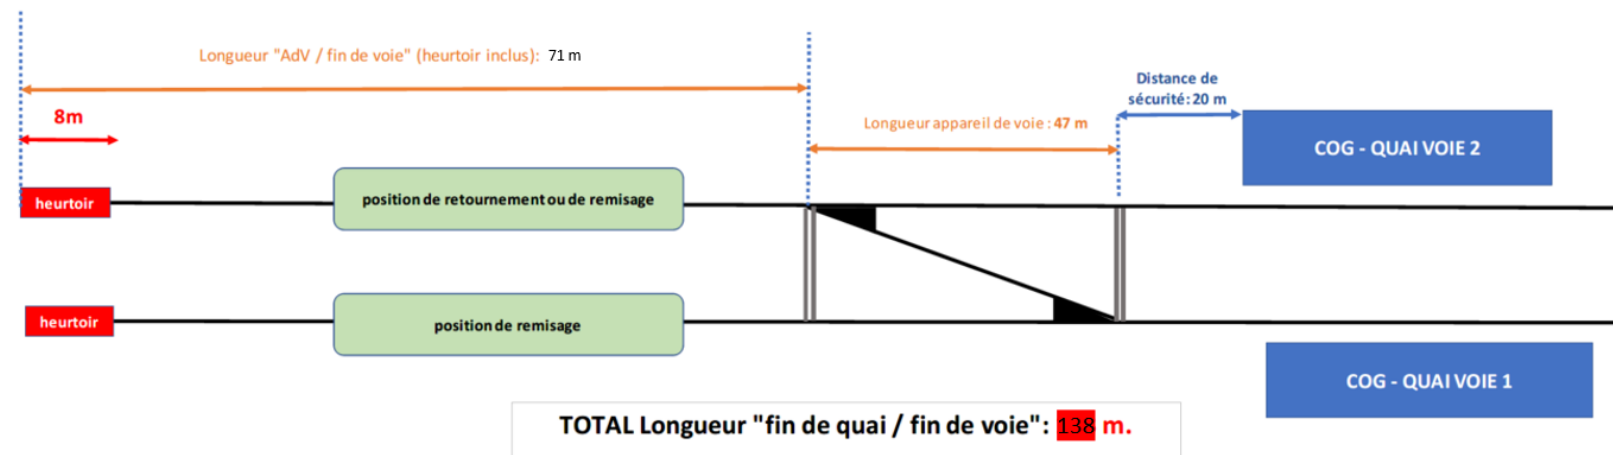 Longueur "AdV / fin de voie" (heurtoir inclus): 71 m
8m
Distance de
sécurité: 20 m
Longueur appareil de voie : 47 m
COG - QUAI VOIE 2
heurtoir
position de retournement ou de remisage
heurtoir
position de remisage
COG - QUAI VOIE 1
TOTAL Longueur "fin de quai / fin de voie": 138 m.